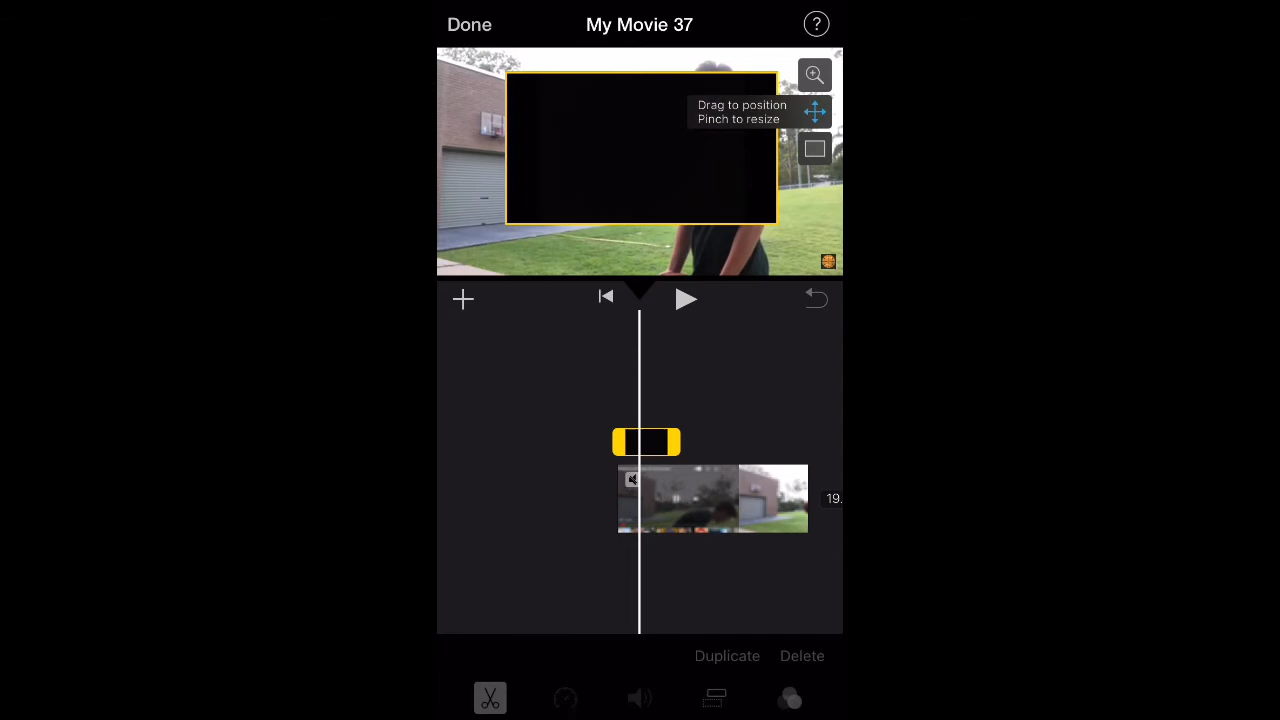 Done
My Movie 37
?
Drag to position
Pinch to resize
19.
Duplicate
Delete